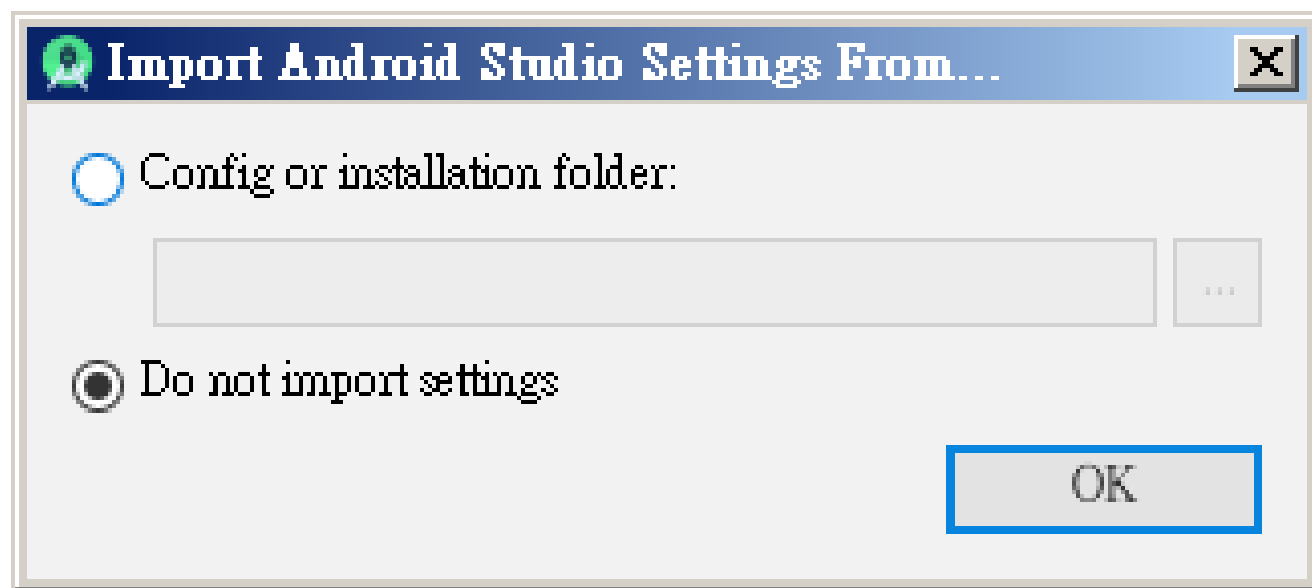 Import Android Studio Settings From...
Config or installation folder:
...
Do not import settings
OK